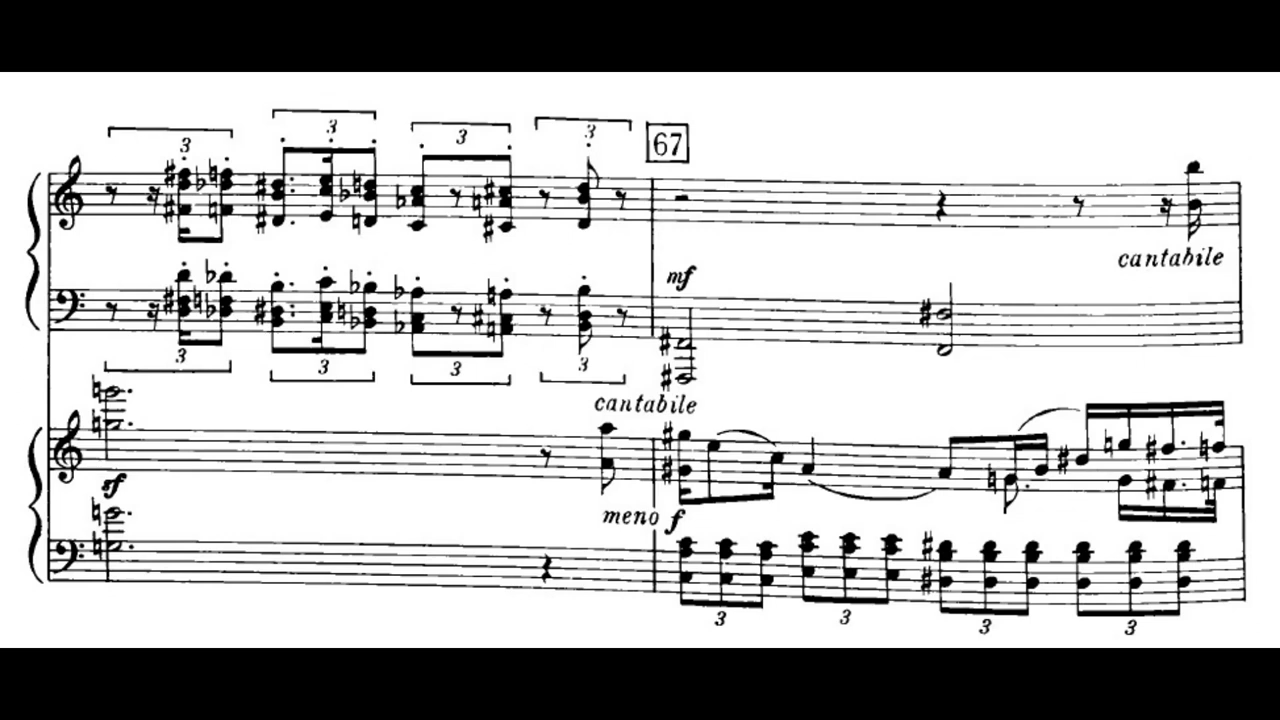 3 3 3 3 67
cantabile
mf
3 3 3 3
cantabile
sf
meno f
3 3 3 3